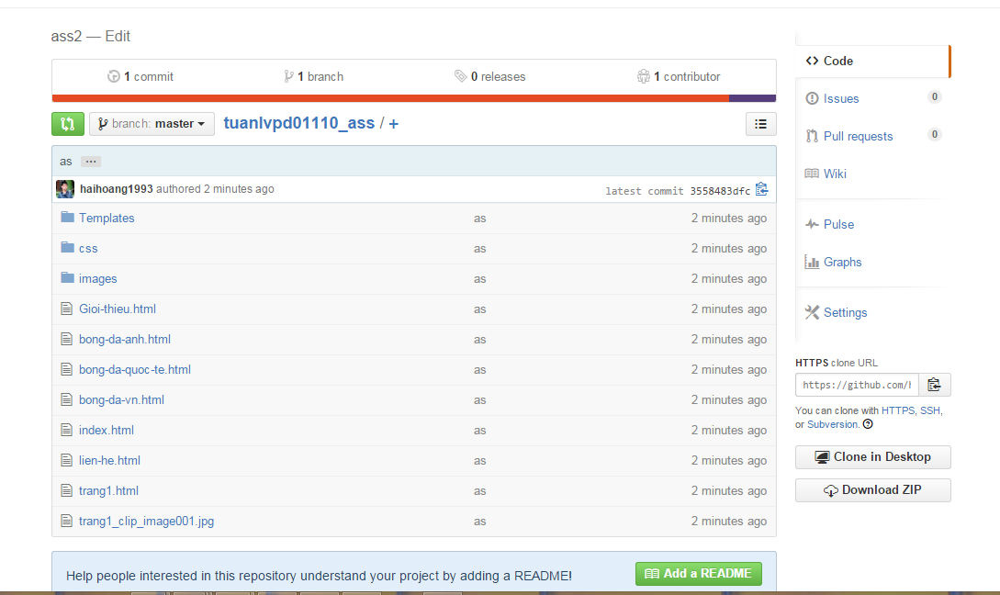 ass2 — Edit
1 commit
1 branch
0 releases
1 contributor
branch: master
tuanlvpd01110_ass / +
as ...
haihoang1993 authored 2 minutes ago
latest commit 3558483dfc
Templates as 2 minutes ago
css as 2 minutes ago
images as 2 minutes ago
Gioi-thieu.html as 2 minutes ago
bong-da-anh.html as 2 minutes ago
bong-da-quoc-te.html as 2 minutes ago
bong-da-vn.html as 2 minutes ago
index.html as 2 minutes ago
lien-he.html as 2 minutes ago
trang1.html as 2 minutes ago
trang1_clip_image001.jpg as 2 minutes ago
Help people interested in this repository understand your project by adding a README!
Add a README
Code
Issues 0
Pull requests 0
Wiki
Pulse
Graphs
Settings
HTTPS clone URL
https://github.com/
You can clone with HTTPS, SSH,
or Subversion.
Clone in Desktop
Download ZIP